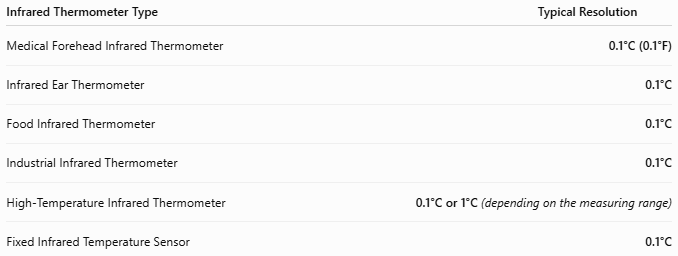 Infrared Thermometer Type Typical Resolution
Medical Forehead Infrared Thermometer 0.1°C (0.1°F)
Infrared Ear Thermometer 0.1°C
Food Infrared Thermometer 0.1°C
Industrial Infrared Thermometer 0.1°C
High-Temperature Infrared Thermometer 0.1°C or 1°C (depending on the measuring range)
Fixed Infrared Temperature Sensor 0.1°C